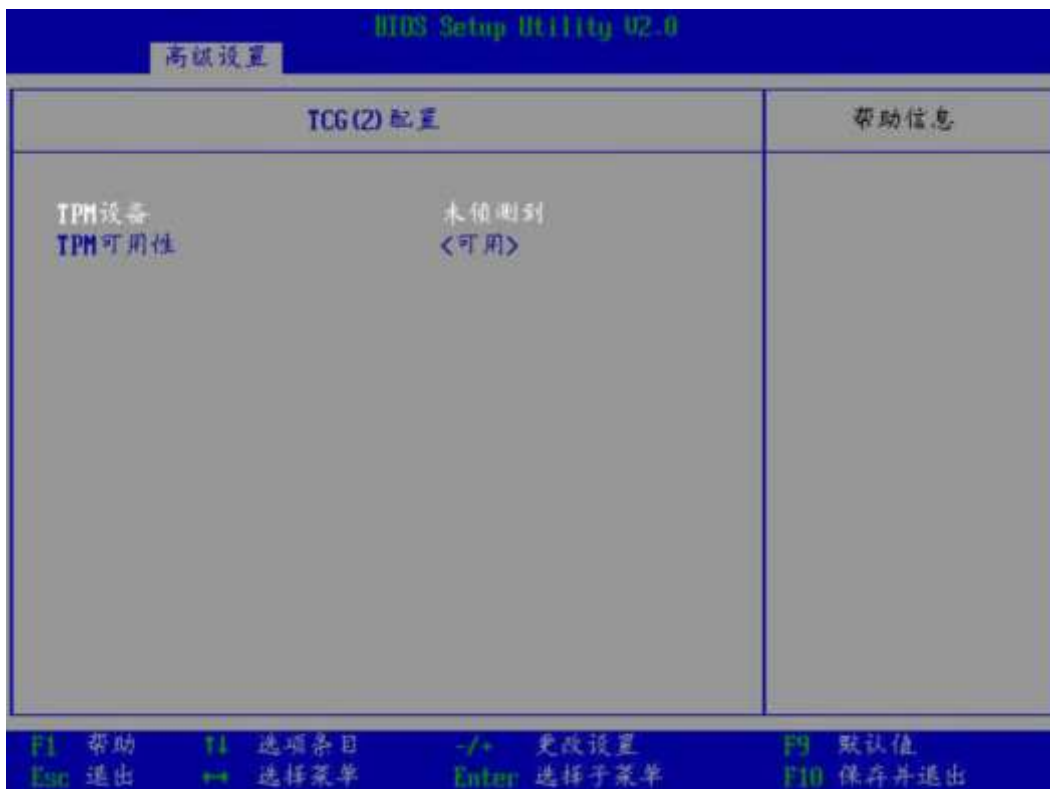 BIOS Setup Utility V2.0
高级设置
TCG(2)配置
帮助信息
TPM设备 未侦测到
TPM可用性 <可用>
F1 帮助 ↑↓ 选项条目 -/+ 更改设置 F9 默认值
Esc 退出 ←→ 选择菜单 Enter 选择子菜单 F10 保存并退出